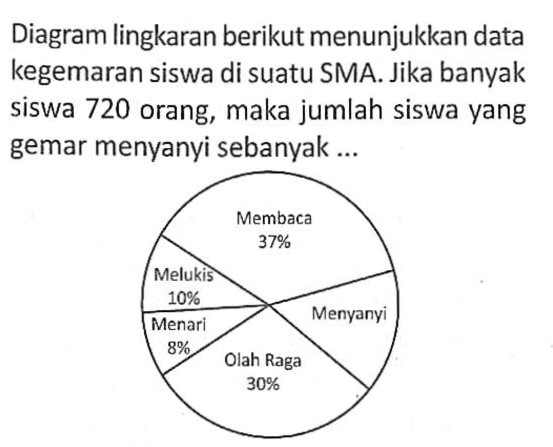 Diagram lingkaran berikut menunjukkan data
kegemaran siswa di suatu SMA. Jika banyak
siswa 720 orang, maka jumlah siswa yang
gemar menyanyi sebanyak ...
Membaca
37%
Melukis
10%
Menyanyi
Menari
8%
Olah Raga
30%